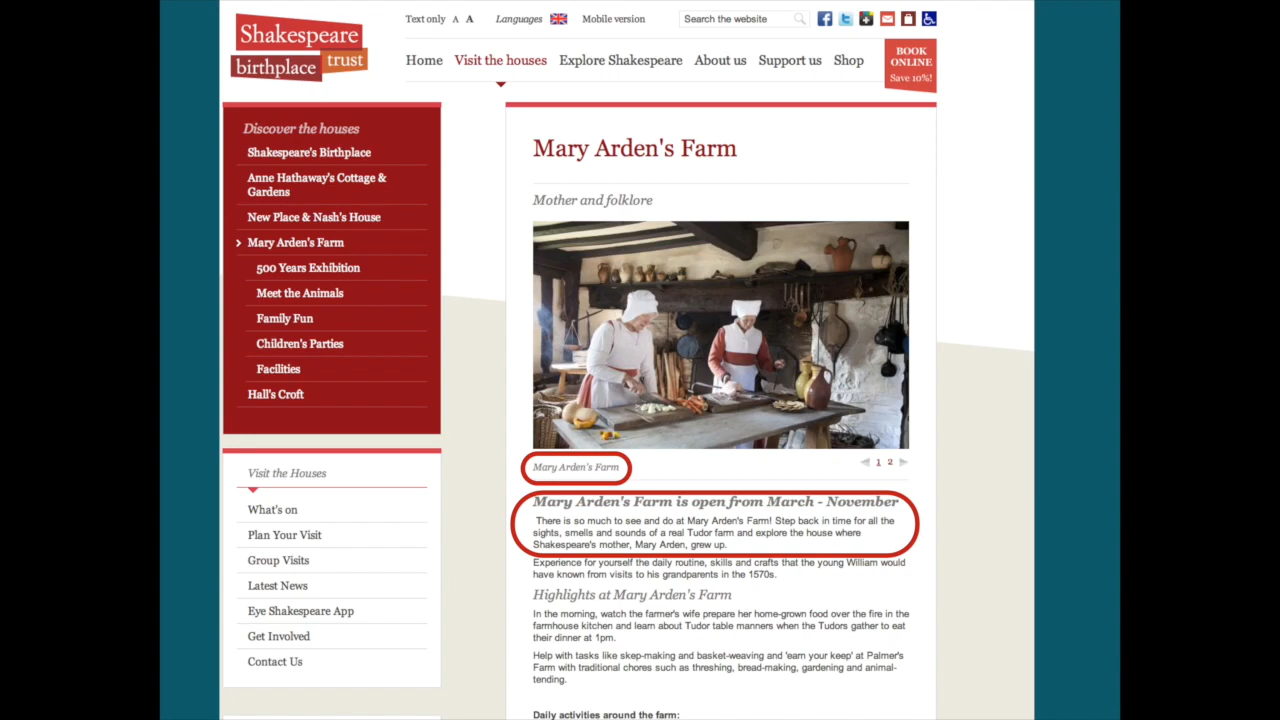 Shakespeare
birthplace trust
Text only A A Languages Mobile version Search the website
Home Visit the houses Explore Shakespeare About us Support us Shop
BOOK
ONLINE
Save 10%!
Discover the houses
Shakespeare's Birthplace
Anne Hathaway's Cottage &
Gardens
New Place & Nash's House
Mary Arden's Farm
500 Years Exhibition
Meet the Animals
Family Fun
Children's Parties
Facilities
Hall's Croft
Visit the Houses
What's on
Plan Your Visit
Group Visits
Latest News
Eye Shakespeare App
Get Involved
Contact Us
Mary Arden's Farm
Mother and folklore
Mary Arden's Farm
1 2
Mary Arden's Farm is open from March - November
There is so much to see and do at Mary Arden's Farm! Step back in time for all the
sights, smells and sounds of a real Tudor farm and explore the house where
Shakespeare's mother, Mary Arden, grew up.
Experience for yourself the daily routine, skills and crafts that the young William would
have known from visits to his grandparents in the 1570s.
Highlights at Mary Arden's Farm
In the morning, watch the farmer's wife prepare her home-grown food over the fire in the
farmhouse kitchen and learn about Tudor table manners when the Tudors gather to eat
their dinner at 1pm.
Help with tasks like skep-making and basket-weaving and 'earn your keep' at Palmer's
Farm with traditional chores such as threshing, bread-making, gardening and animal-
tending.
Daily activities around the farm: